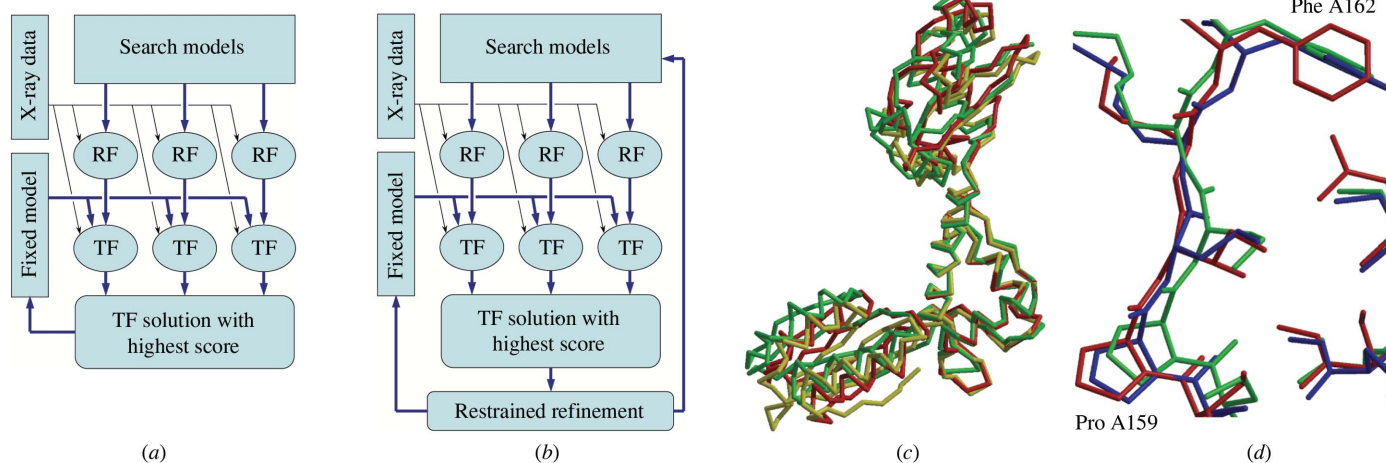 X-ray data
Search models
RF RF RF
Fixed model
TF TF TF
TF solution with
highest score
(a)
X-ray data
Search models
RF RF RF
Fixed model
TF TF TF
TF solution with
highest score
Restrained refinement
(b)
(c)
Phe A162
Pro A159
(d)